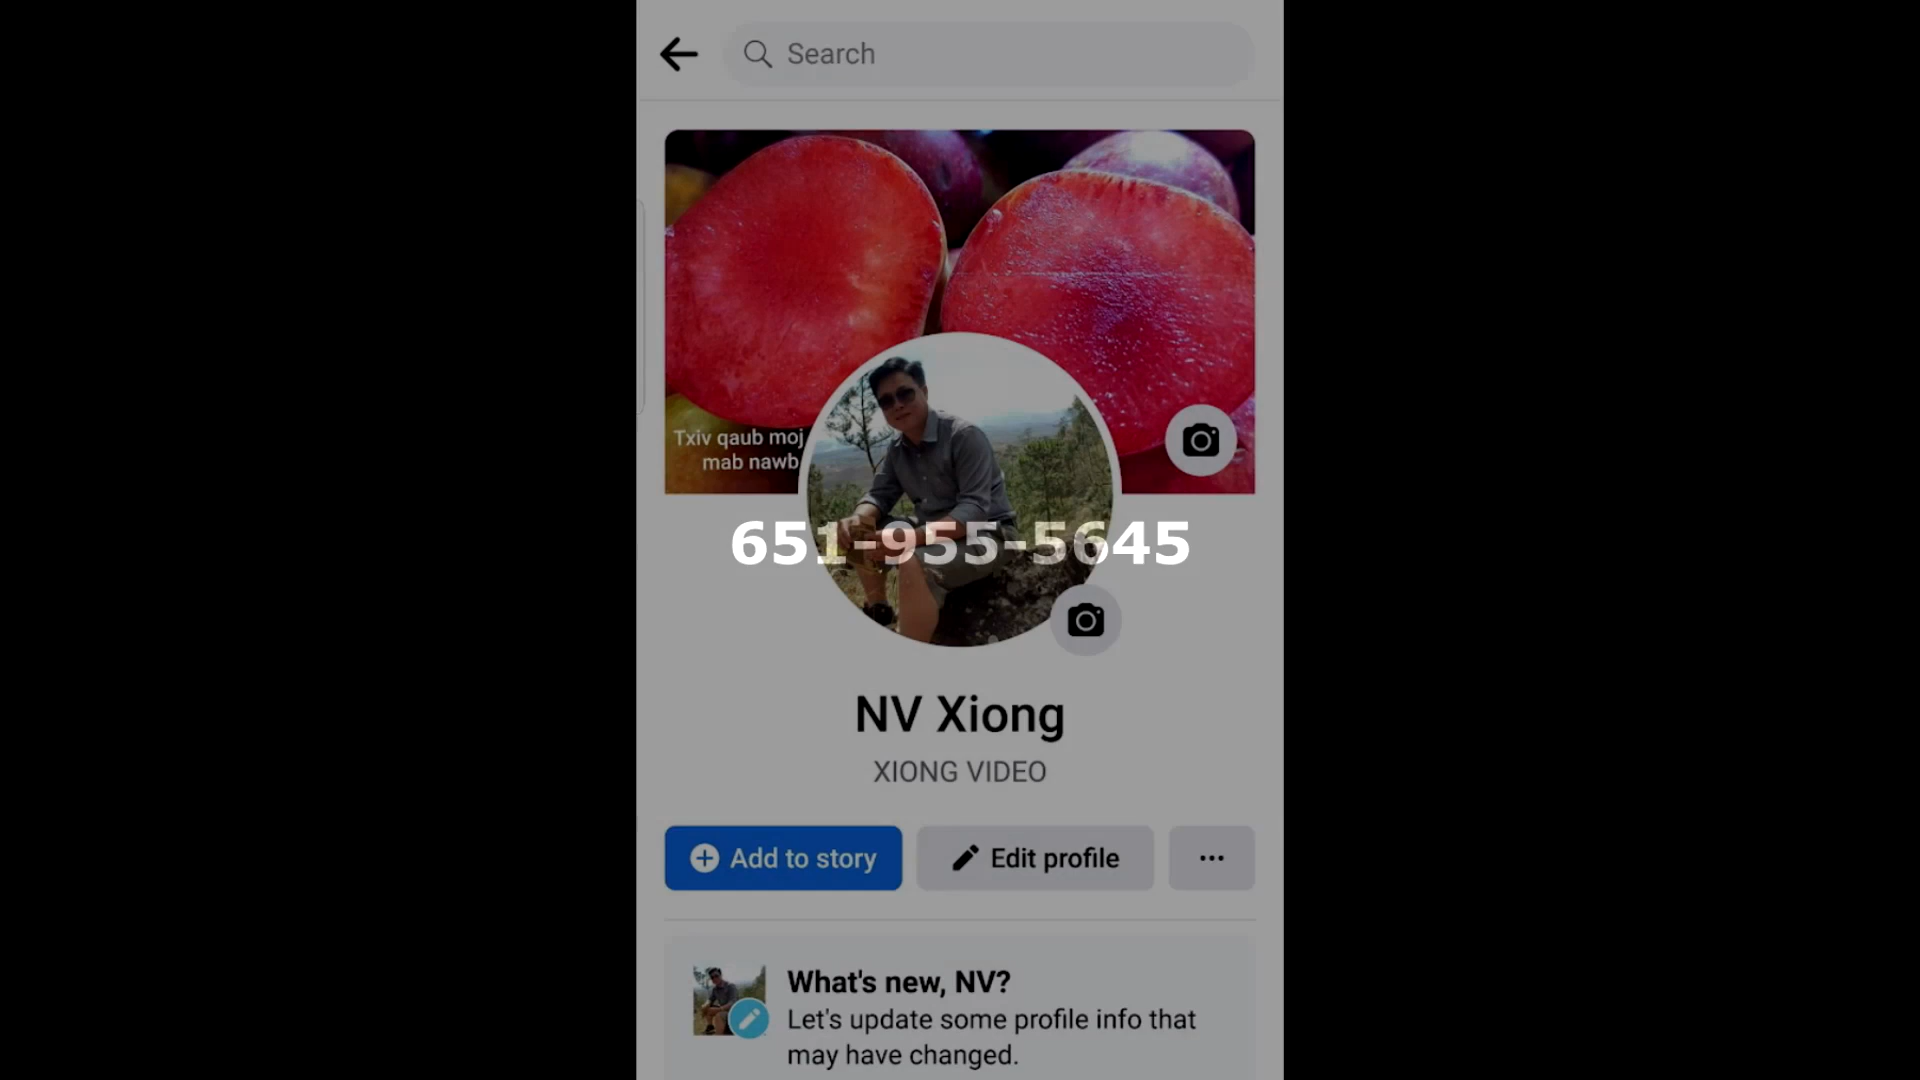 Search
Txiv qaub moj
mab nawb
651-955-5645
NV Xiong
XIONG VIDEO
Add to story
Edit profile
What's new, NV?
Let's update some profile info that
may have changed.